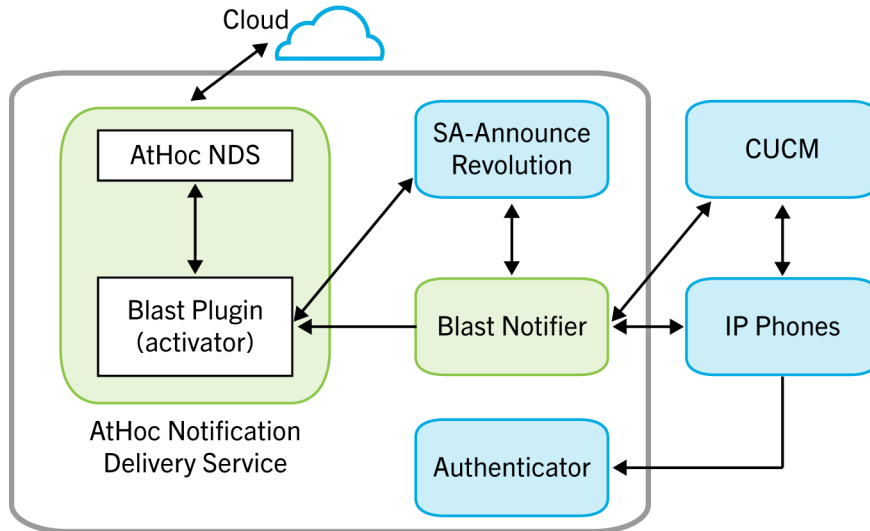 Cloud
AtHoc NDS
Blast Plugin
(activator)
AtHoc Notification
Delivery Service
SA-Announce
Revolution
Blast Notifier
Authenticator
CUCM
IP Phones